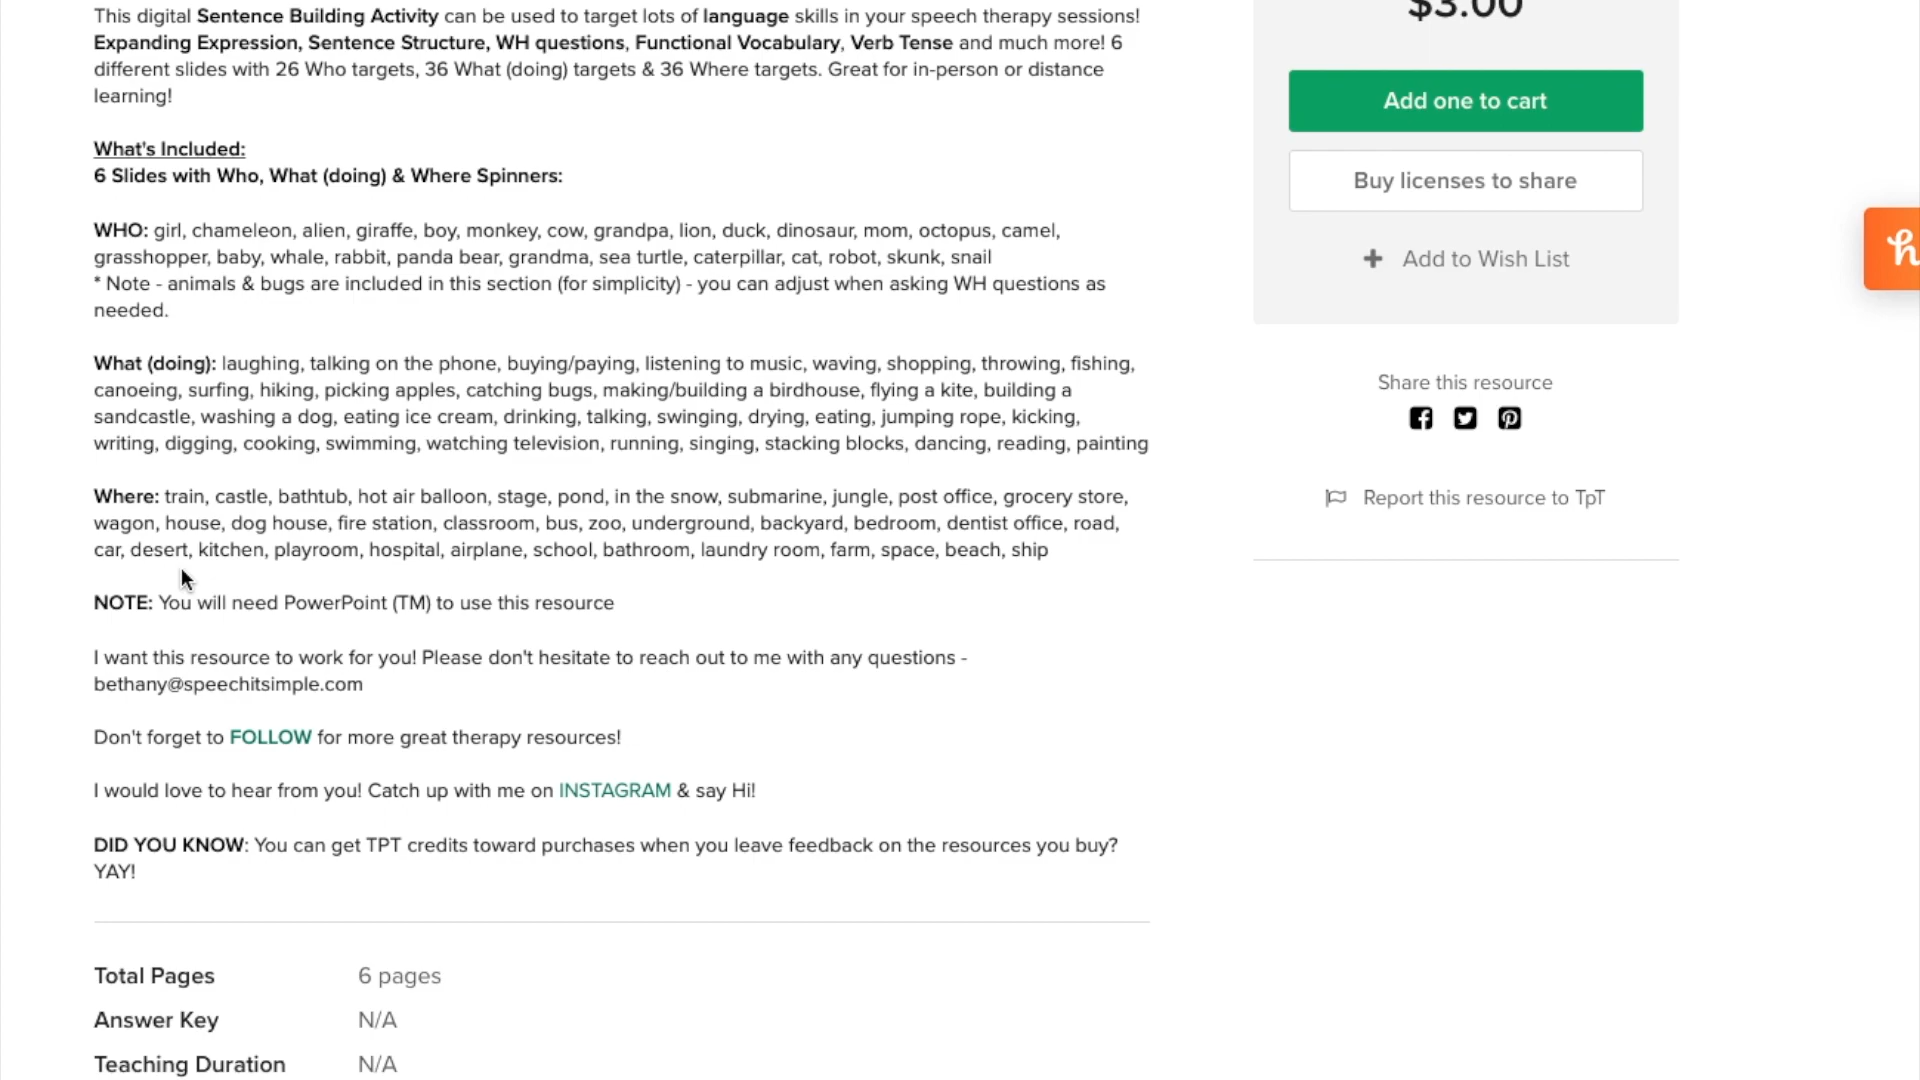 This digital Sentence Building Activity can be used to target lots of language skills in your speech therapy sessions!
Expanding Expression, Sentence Structure, WH questions, Functional Vocabulary, Verb Tense and much more! 6
different slides with 26 Who targets, 36 What (doing) targets & 36 Where targets. Great for in-person or distance
learning!
What's Included:
6 Slides with Who, What (doing) & Where Spinners:
WHO: girl, chameleon, alien, giraffe, boy, monkey, cow, grandpa, lion, duck, dinosaur, mom, octopus, camel,
grasshopper, baby, whale, rabbit, panda bear, grandma, sea turtle, caterpillar, cat, robot, skunk, snail
* Note - animals & bugs are included in this section (for simplicity) - you can adjust when asking WH questions as
needed.
What (doing): laughing, talking on the phone, buying/paying, listening to music, waving, shopping, throwing, fishing,
canoeing, surfing, hiking, picking apples, catching bugs, making/building a birdhouse, flying a kite, building a
sandcastle, washing a dog, eating ice cream, drinking, talking, swinging, drying, eating, jumping rope, kicking,
writing, digging, cooking, swimming, watching television, running, singing, stacking blocks, dancing, reading, painting
Where: train, castle, bathtub, hot air balloon, stage, pond, in the snow, submarine, jungle, post office, grocery store,
wagon, house, dog house, fire station, classroom, bus, zoo, underground, backyard, bedroom, dentist office, road,
car, desert, kitchen, playroom, hospital, airplane, school, bathroom, laundry room, farm, space, beach, ship
NOTE: You will need PowerPoint (TM) to use this resource
I want this resource to work for you! Please don't hesitate to reach out to me with any questions -
bethany@speechitsimple.com
Don't forget to FOLLOW for more great therapy resources!
I would love to hear from you! Catch up with me on INSTAGRAM & say Hi!
DID YOU KNOW: You can get TPT credits toward purchases when you leave feedback on the resources you buy?
YAY!
Total Pages 6 pages
Answer Key N/A
Teaching Duration N/A
$3.00
Add one to cart
Buy licenses to share
Add to Wish List
Share this resource
Report this resource to TpT
h